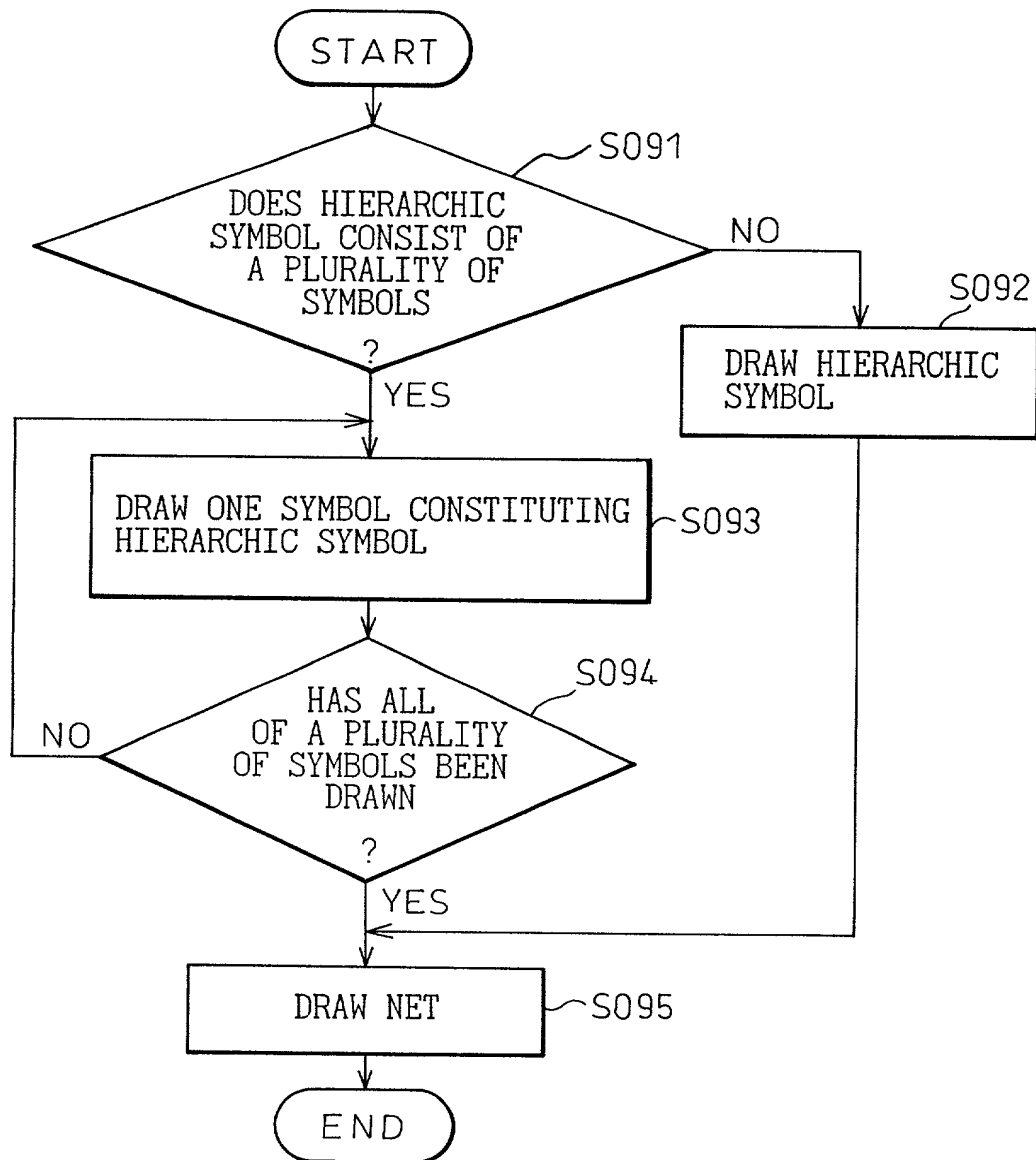 START
S091
DOES HIERARCHIC
SYMBOL CONSIST OF
A PLURALITY OF
SYMBOLS
?
NO
YES
S092
DRAW HIERARCHIC
SYMBOL
DRAW ONE SYMBOL CONSTITUTING
HIERARCHIC SYMBOL
S093
S094
HAS ALL
OF A PLURALITY
OF SYMBOLS BEEN
DRAWN
?
NO
YES
DRAW NET
S095
END